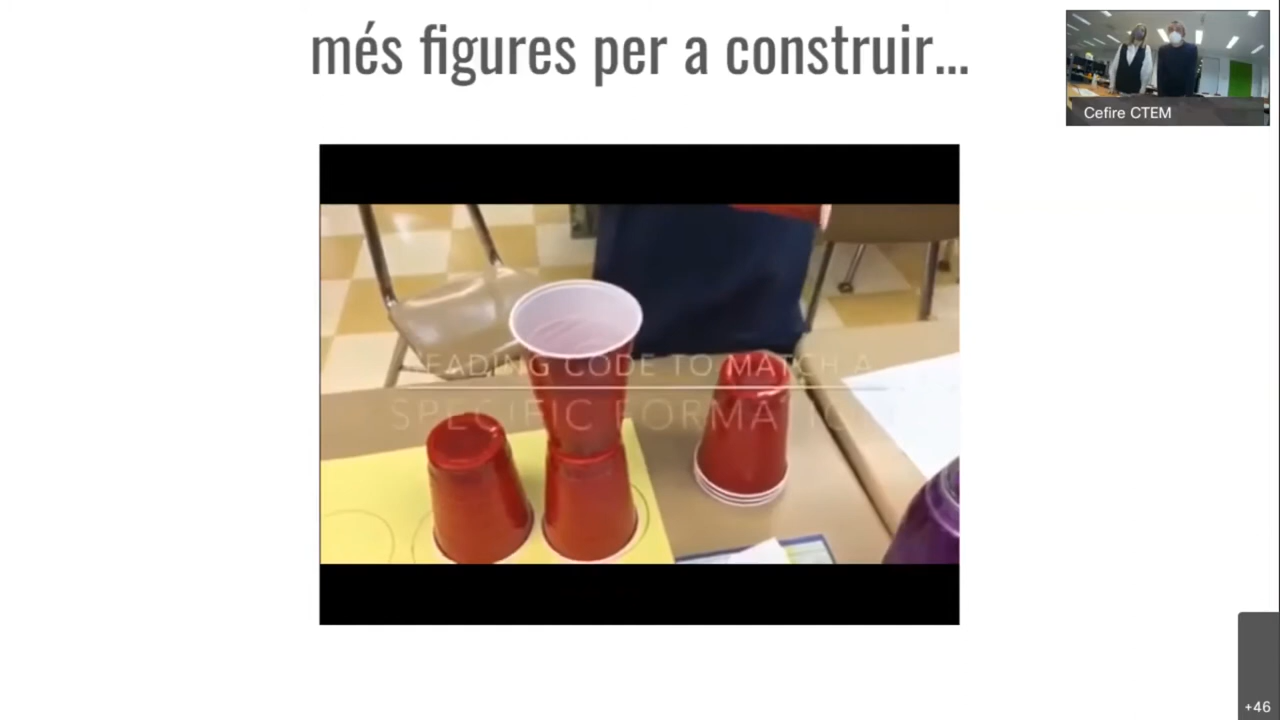 més figures per a construir...
Cefire CTEM
READING CODE TO MATCH A
SPECIFIC FORMATION
+46